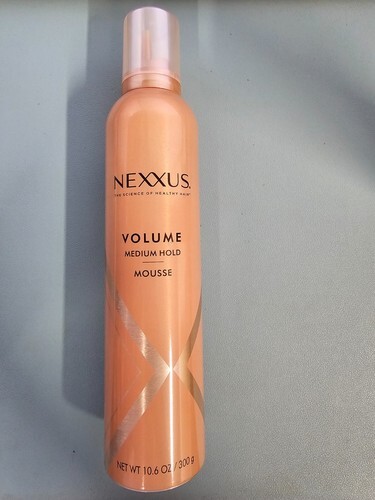 NEXXUS.
THE SCIENCE OF HEALTHY HAIR
VOLUME
MEDIUM HOLD
MOUSSE
NET WT 10.6 OZ / 300 g